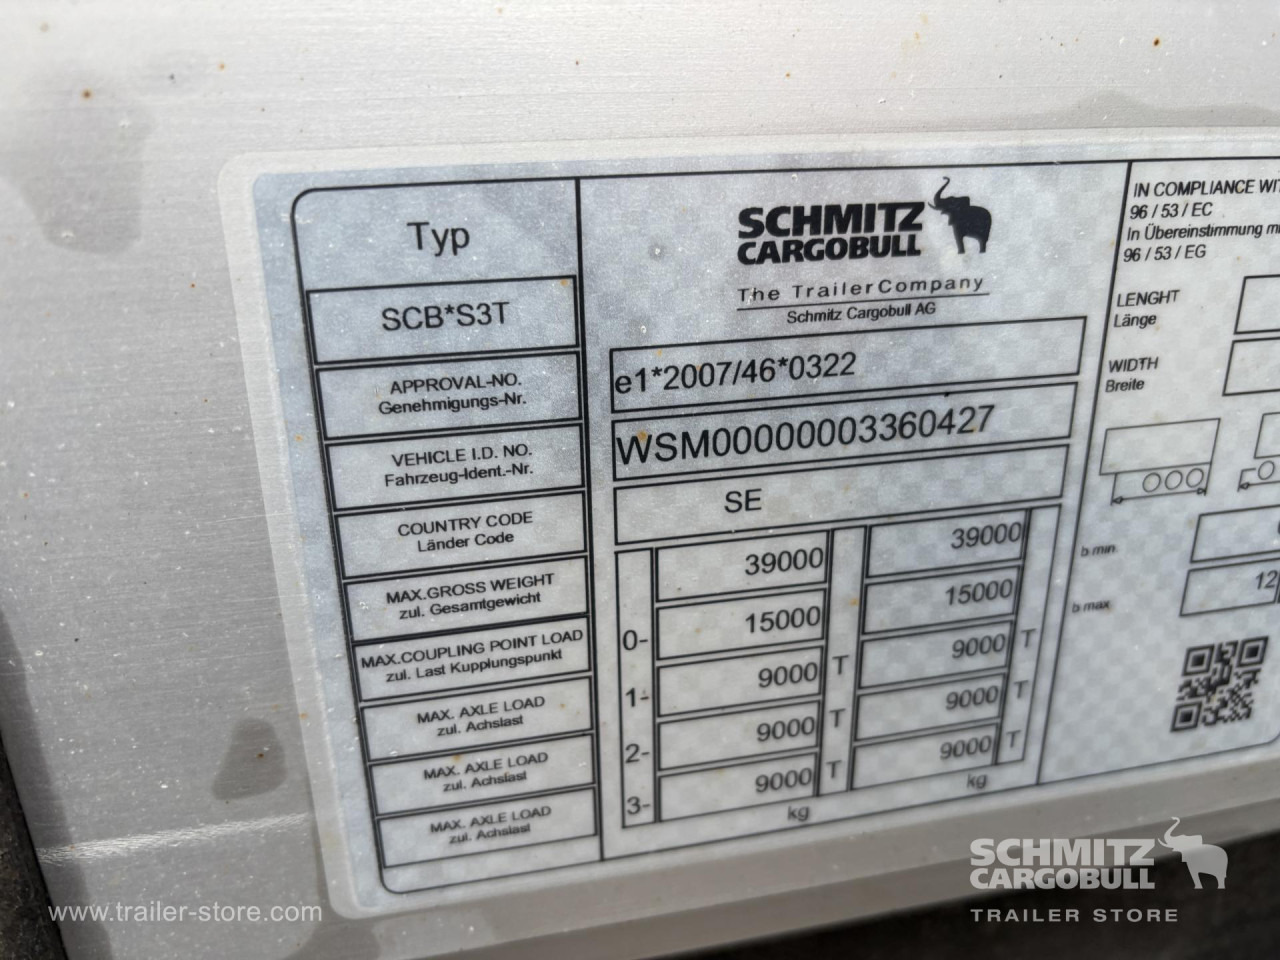 Typ
SCB*S3T
APPROVAL-NO.
Genehmigungs-Nr.
VEHICLE I.D. NO.
Fahrzeug-Ident.-Nr.
COUNTRY CODE
Länder Code
MAX.GROSS WEIGHT
zul. Gesamtgewicht
MAX.COUPLING POINT LOAD
zul. Last Kupplungspunkt
MAX. AXLE LOAD
zul. Achslast
MAX. AXLE LOAD
zul. Achslast
MAX. AXLE LOAD
zul. Achslast
SCHMITZ
CARGOBULL
The TrailerCompany
Schmitz Cargobull AG
e1*2007/46*0322
WSM00000003360427
SE
39000 39000
0- 15000 15000
1- 9000 T 9000 T
2- 9000 T 9000 T
3- 9000 T 9000 T
kg kg
IN COMPLIANCE
96 / 53 / EC
In Übereinstimmung
96 / 53 / EG
LENGHT
Länge
WIDTH
Breite
b min.
b max
12
SCHMITZ
CARGOBULL
TRAILER STORE
www.trailer-store.com